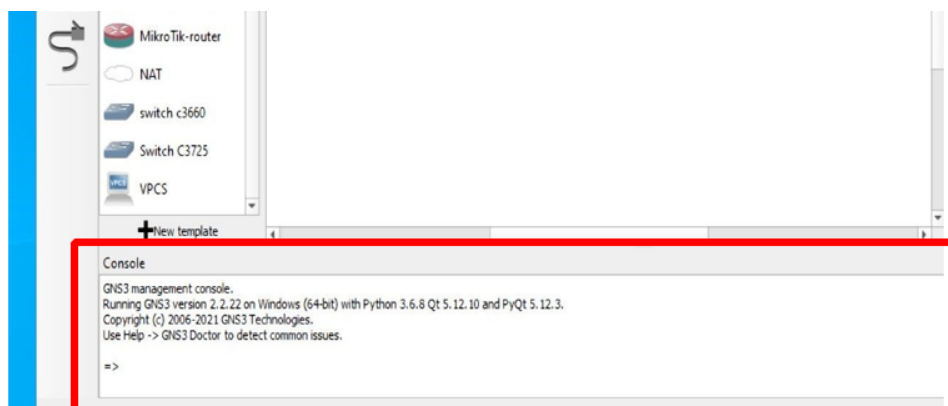 MikroTik-router
NAT
switch c3660
Switch C3725
VPCS
New template
Console
GNS3 management console.
Running GNS3 version 2.2.22 on Windows (64-bit) with Python 3.6.8 Qt 5.12.10 and PyQt 5.12.3.
Copyright (c) 2006-2021 GNS3 Technologies.
Use Help -> GNS3 Doctor to detect common issues.
=>